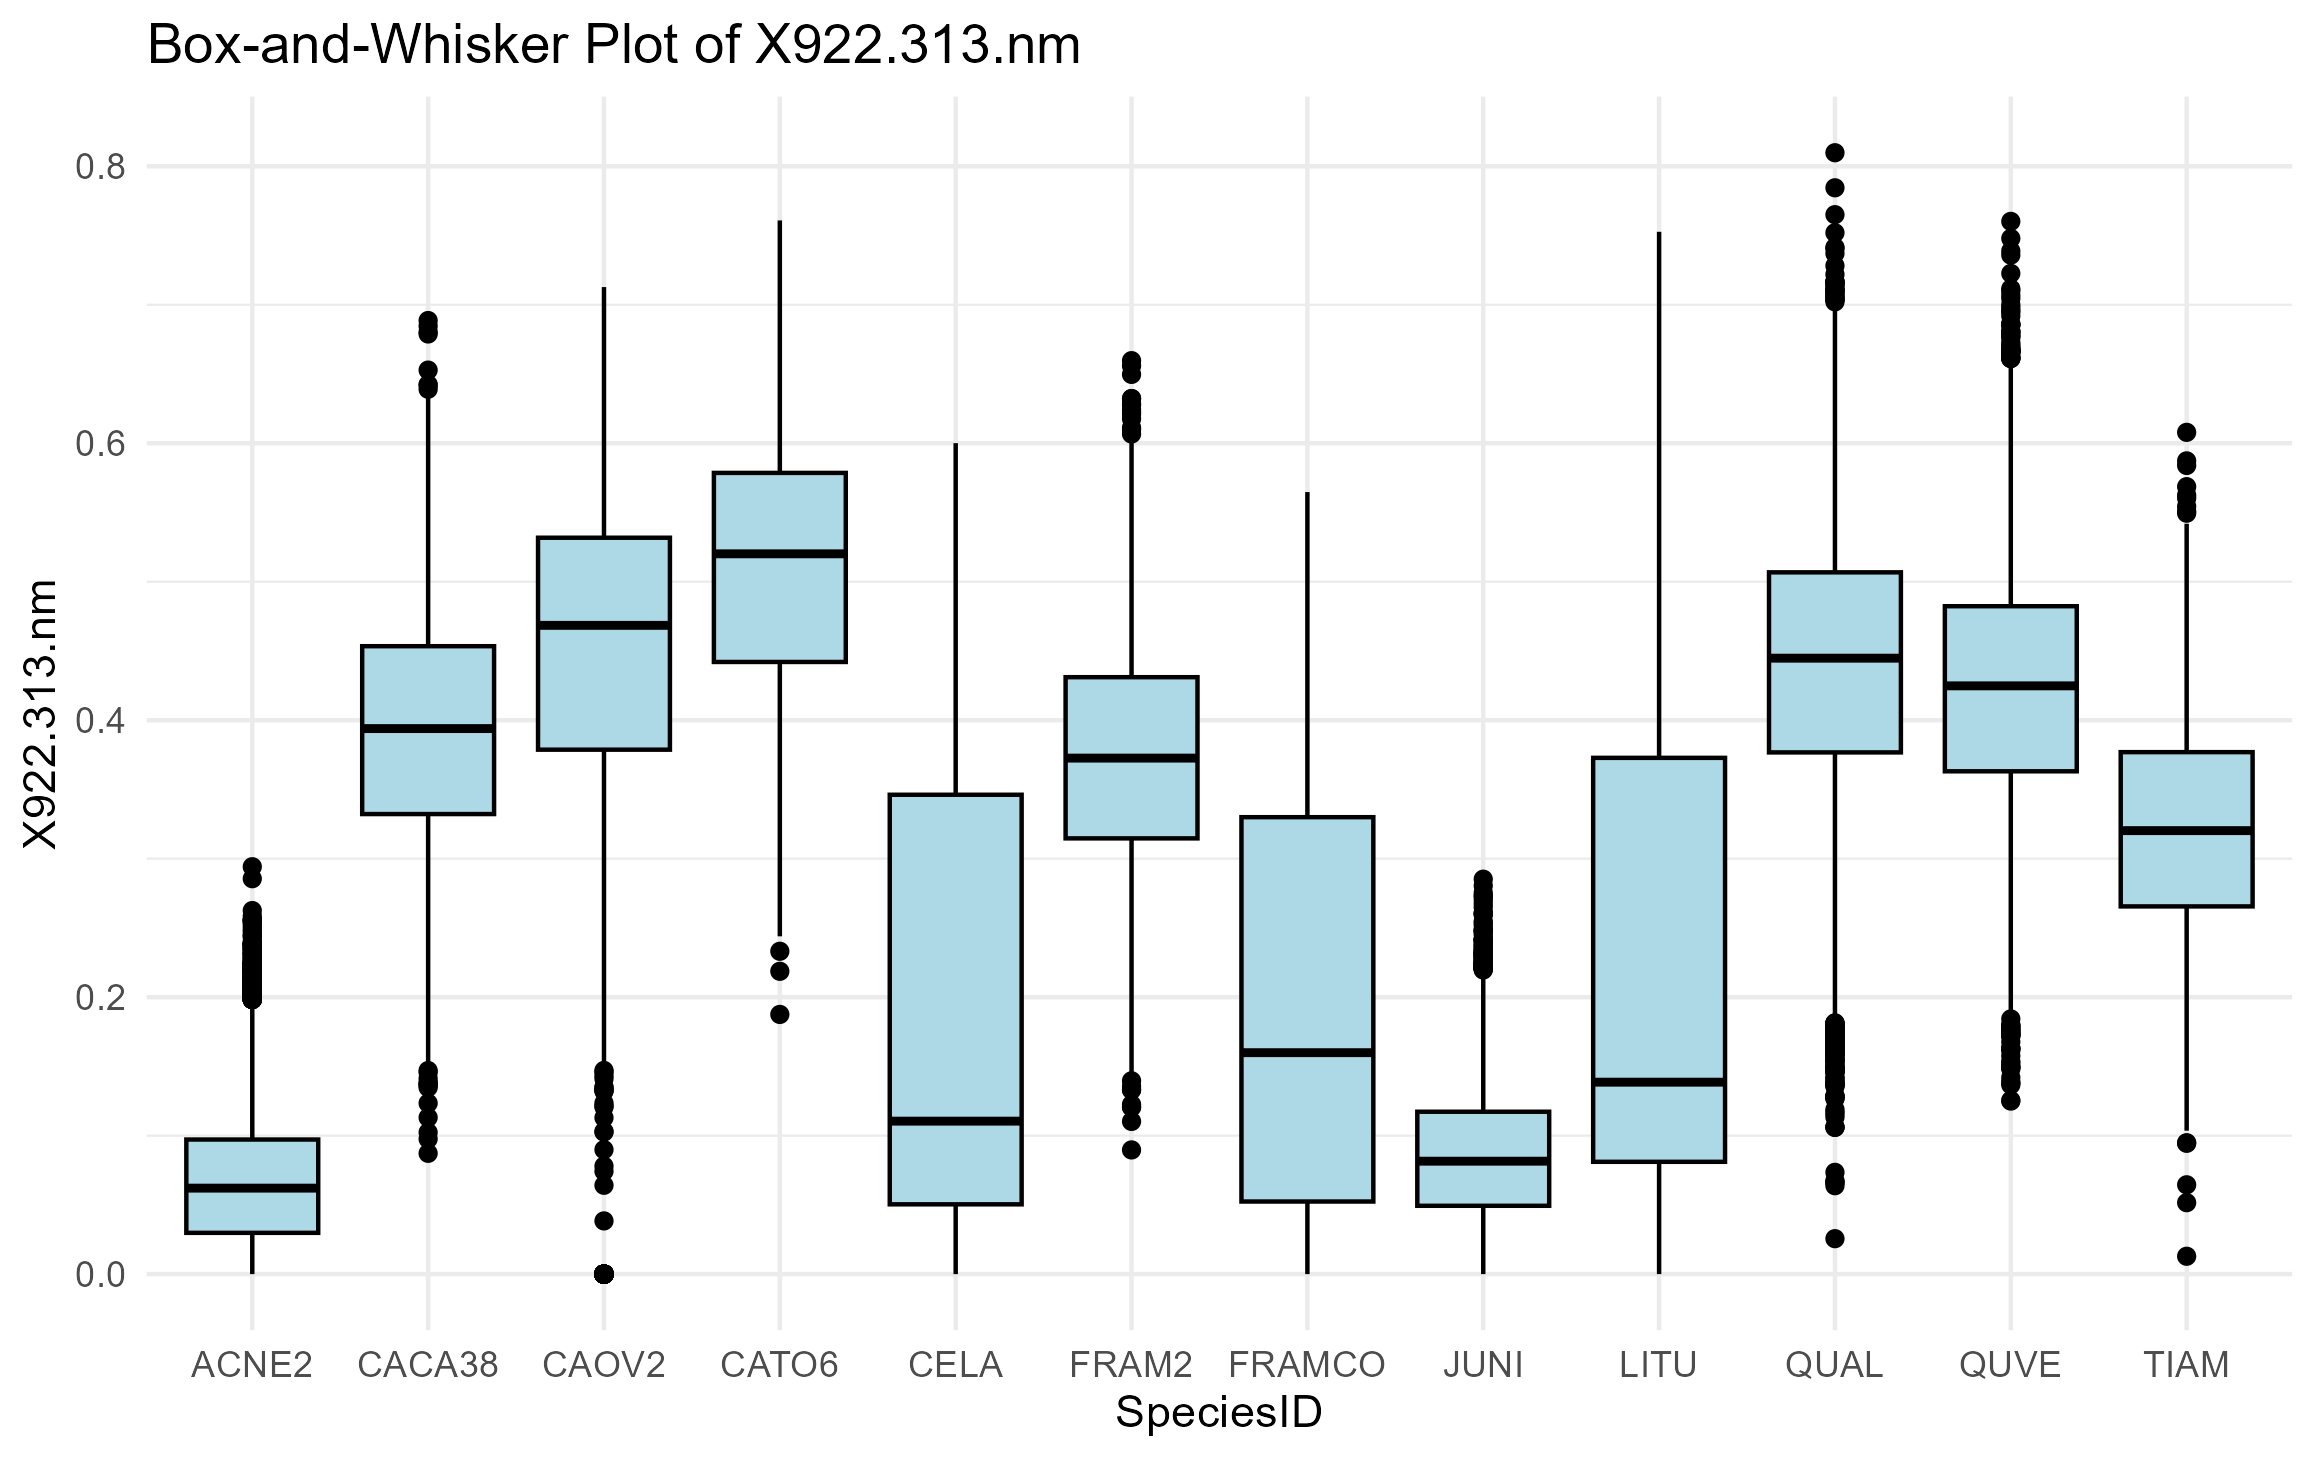 Box-and-Whisker Plot of X922.313.nm
X922.313.nm
0.8
0.6
0.4
0.2
0.0
ACNE2 CACA38 CAOV2 CATO6 CELA FRAM2 FRAMCO JUNI LITU QUAL QUVE TIAM
SpeciesID